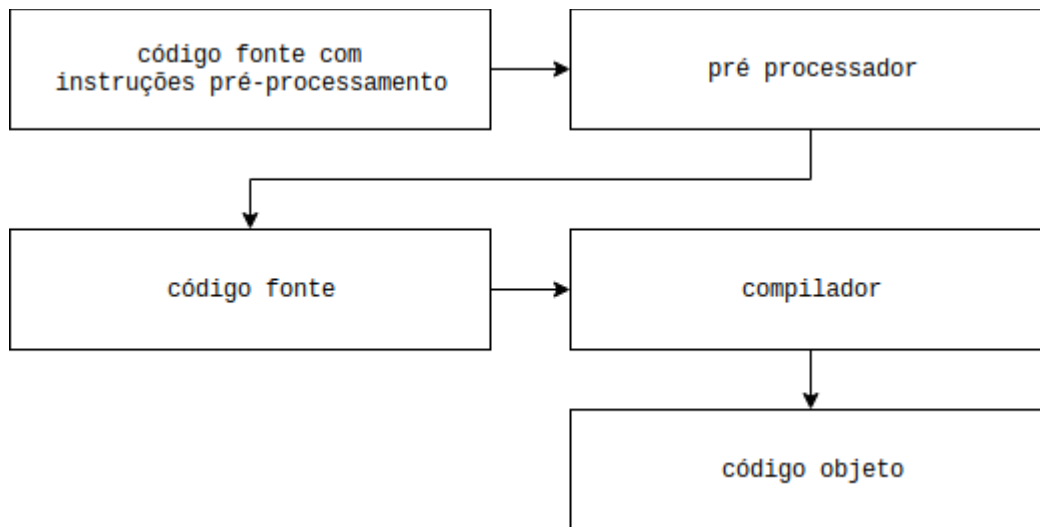 código fonte com
instruções pré-processamento
pré processador
código fonte
compilador
código objeto